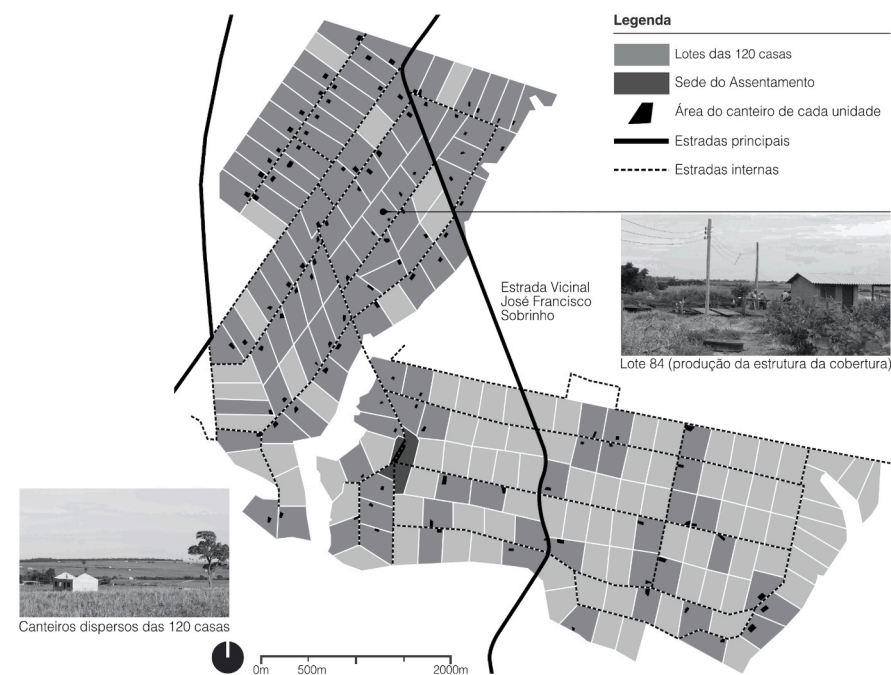 Legenda
Lotes das 120 casas
Sede do Assentamento
Área do canteiro de cada unidade
Estradas principais
Estradas internas
Estrada Vicinal
José Francisco
Sobrinho
Lote 84 (produção da estrutura da cobertura)
Canteiros dispersos das 120 casas
0m 500m 2000m